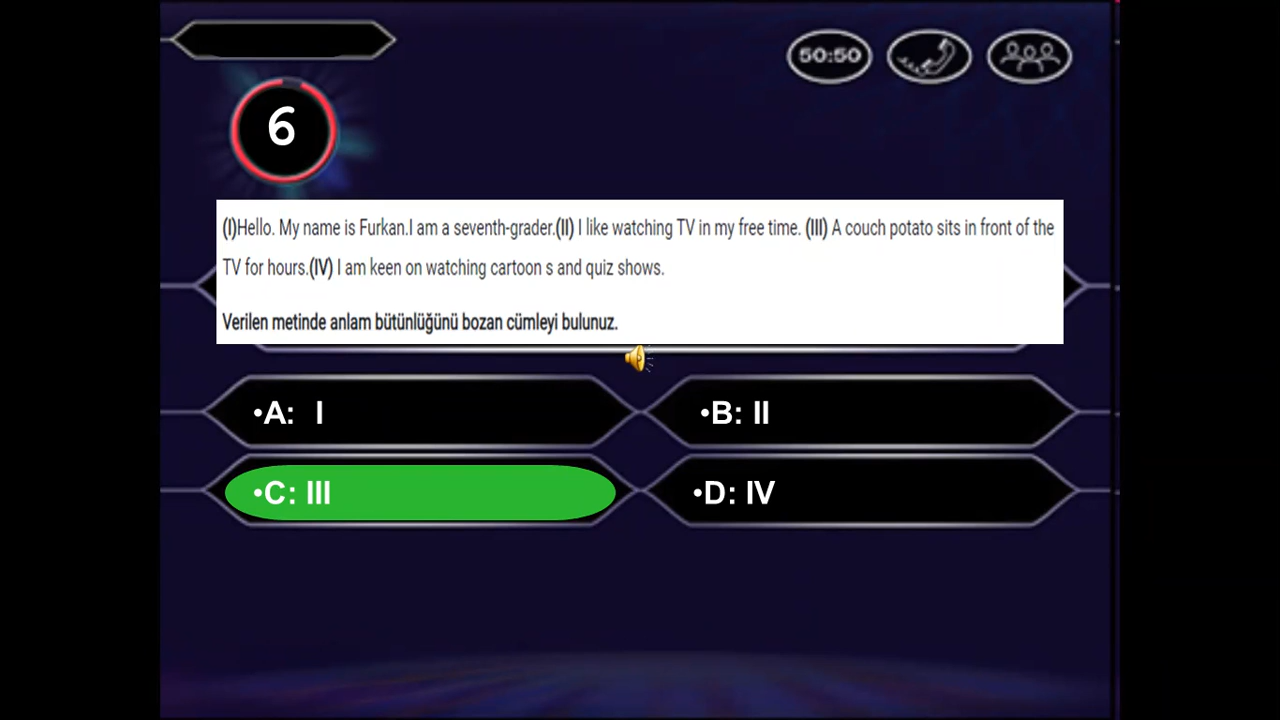 50:50
6
(I)Hello. My name is Furkan.I am a seventh-grader.(II) I like watching TV in my free time. (III) A couch potato sits in front of the
TV for hours.(IV) I am keen on watching cartoon s and quiz shows.
Verilen metinde anlam bütünlüğünü bozan cümleyi bulunuz.
•A: I
•B: II
•C: III
•D: IV